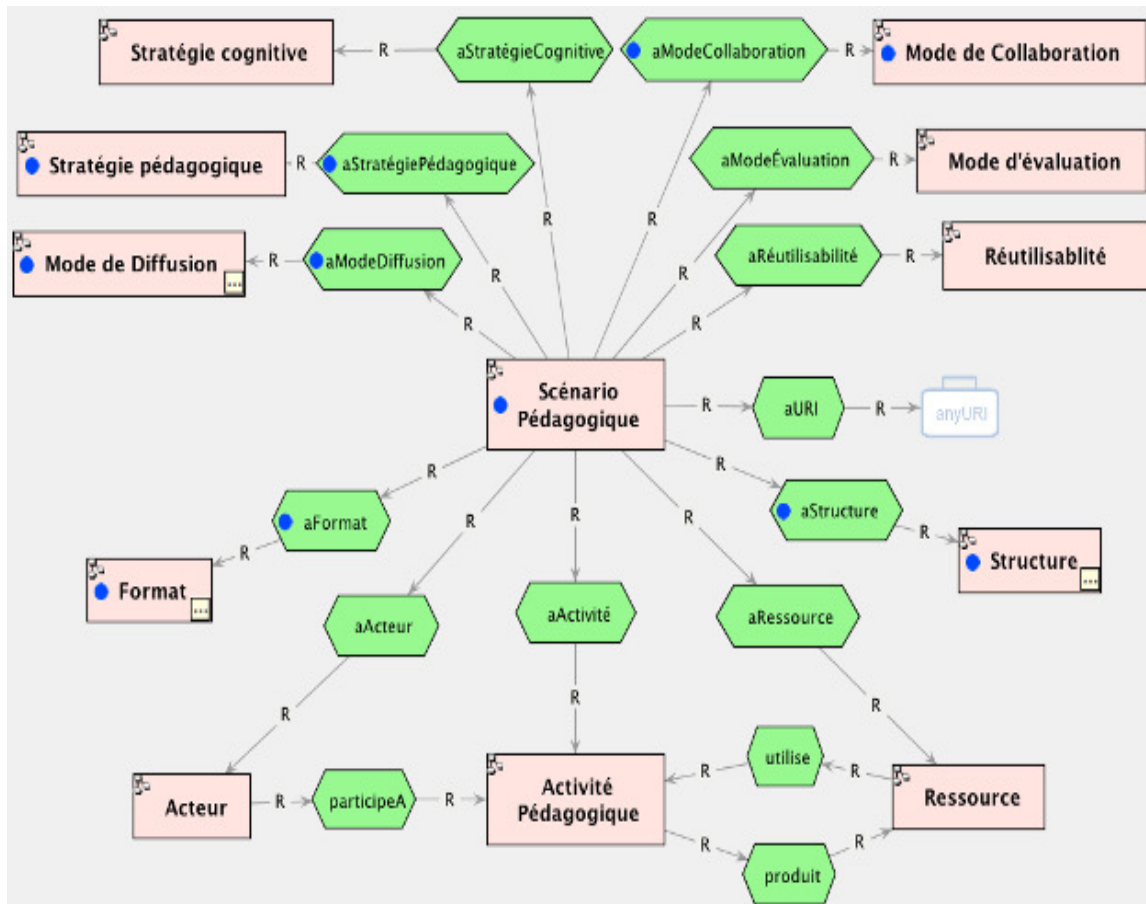 Stratégie cognitive
R
aStratégieCognitive
aModeCollaboration
R
Mode de Collaboration
Stratégie pédagogique
R
aStratégiePédagogique
aModeÉvaluation
R
Mode d'évaluation
R
R
R
R
Mode de Diffusion
...
R
aModeDiffusion
aRéutilisabilité
R
Réutilisablité
R
R
Scénario
Pédagogique
R
aURI
R
anyURI
R
R
R
R
R
aFormat
aStructure
R
R
Format
...
Structure
...
aActeur
aActivité
aRessource
R
R
R
utilise
R
R
Acteur
R
participeA
R
Activité
Pédagogique
Ressource
R
produit
R